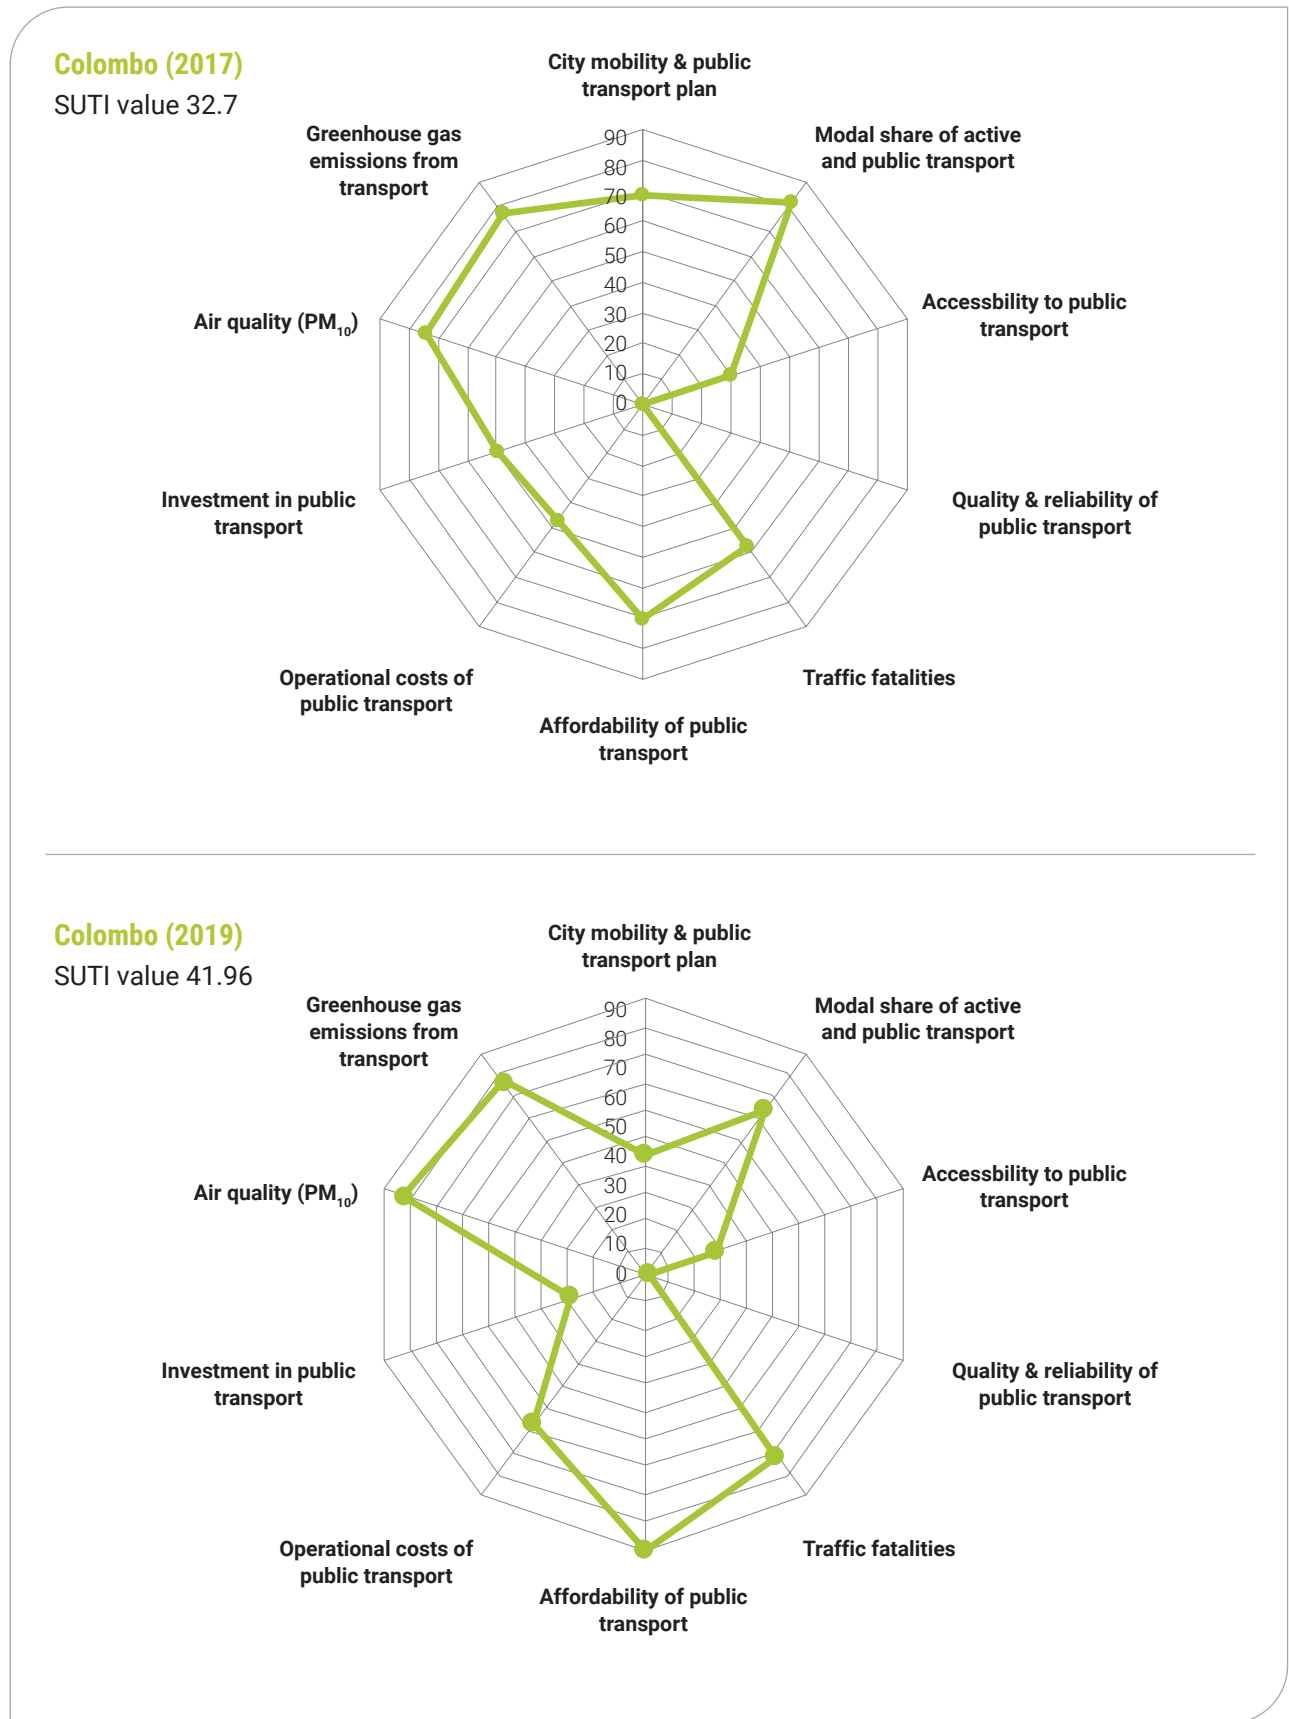 Colombo (2017)
SUTI value 32.7
City mobility & public
transport plan
Greenhouse gas
emissions from
transport
Modal share of active
and public transport
90
80
70
60
50
40
30
20
10
0
Air quality (PM10)
Accessbility to public
transport
Investment in public
transport
Quality & reliability of
public transport
Operational costs of
public transport
Traffic fatalities
Affordability of public
transport
Colombo (2019)
SUTI value 41.96
City mobility & public
transport plan
Greenhouse gas
emissions from
transport
Modal share of active
and public transport
90
80
70
60
50
40
30
20
10
0
Air quality (PM10)
Accessbility to public
transport
Investment in public
transport
Quality & reliability of
public transport
Operational costs of
public transport
Traffic fatalities
Affordability of public
transport